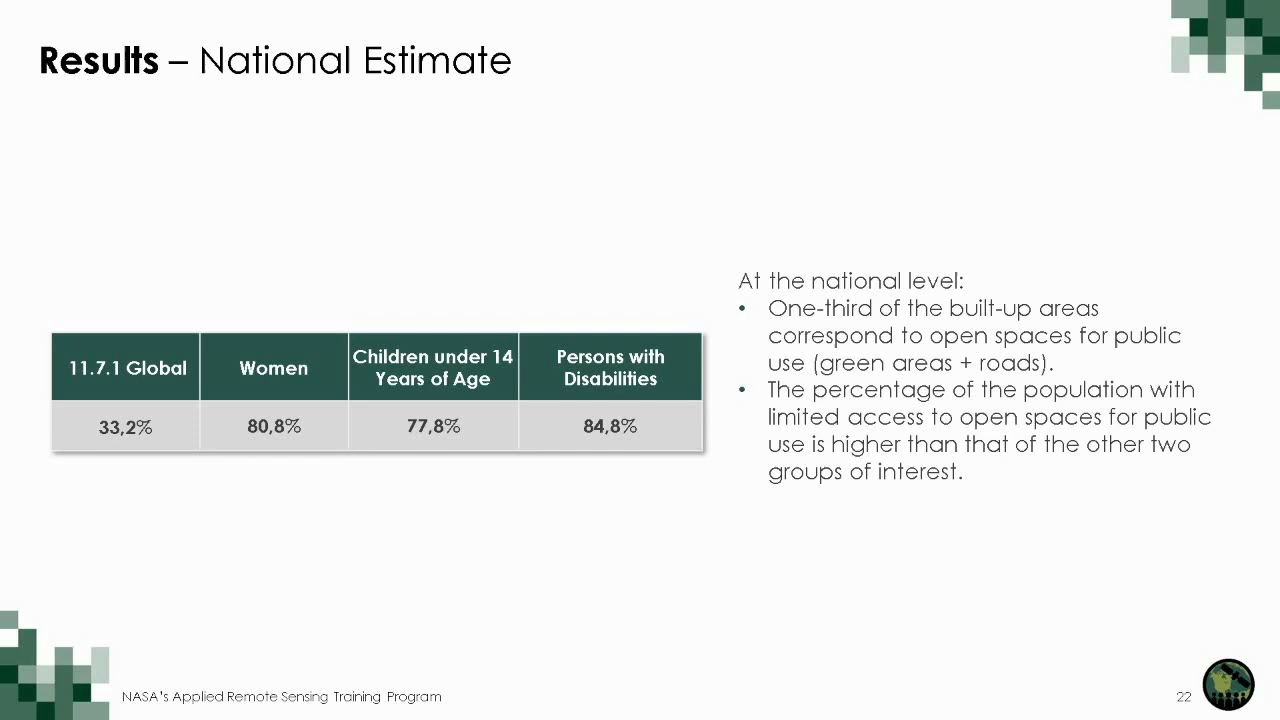 Results – National Estimate
11.7.1 Global
Women
Children under 14
Years of Age
Persons with
Disabilities
33,2%
80,8%
77,8%
84,8%
At the national level:
• One-third of the built-up areas
correspond to open spaces for public
use (green areas + roads).
• The percentage of the population with
limited access to open spaces for public
use is higher than that of the other two
groups of interest.
NASA's Applied Remote Sensing Training Program
22